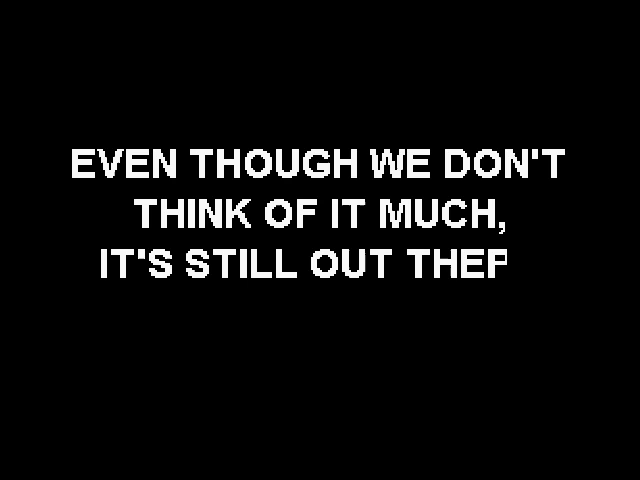 EVEN THOUGH WE DON'T
THINK OF IT MUCH,
IT'S STILL OUT